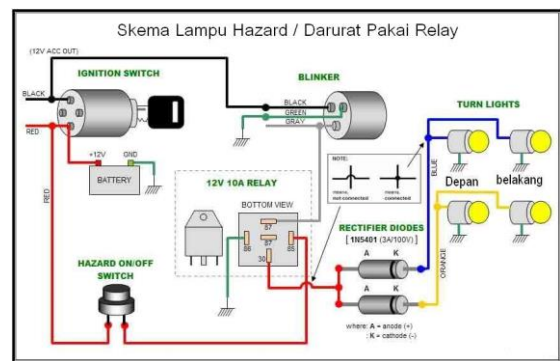 Skema Lampu Hazard / Darurat Pakai Relay
(12V ACC OUT)
IGNITION SWITCH
BLINKER
BLACK
BLACK
GREEN
GRAY
TURN LIGHTS
RED
+12V
GND
BATTERY
RED
12V 10A RELAY
BOTTOM VIEW
87
86
87
85
30
NOTE:
not connected
connected
BLUE
Depan
belakang
RECTIFIER DIODES
[ 1N5401 (3A/100V) ]
A
K
A
K
ORANGE
where: A = anode (+)
: K = cathode (-)
HAZARD ON/OFF
SWITCH